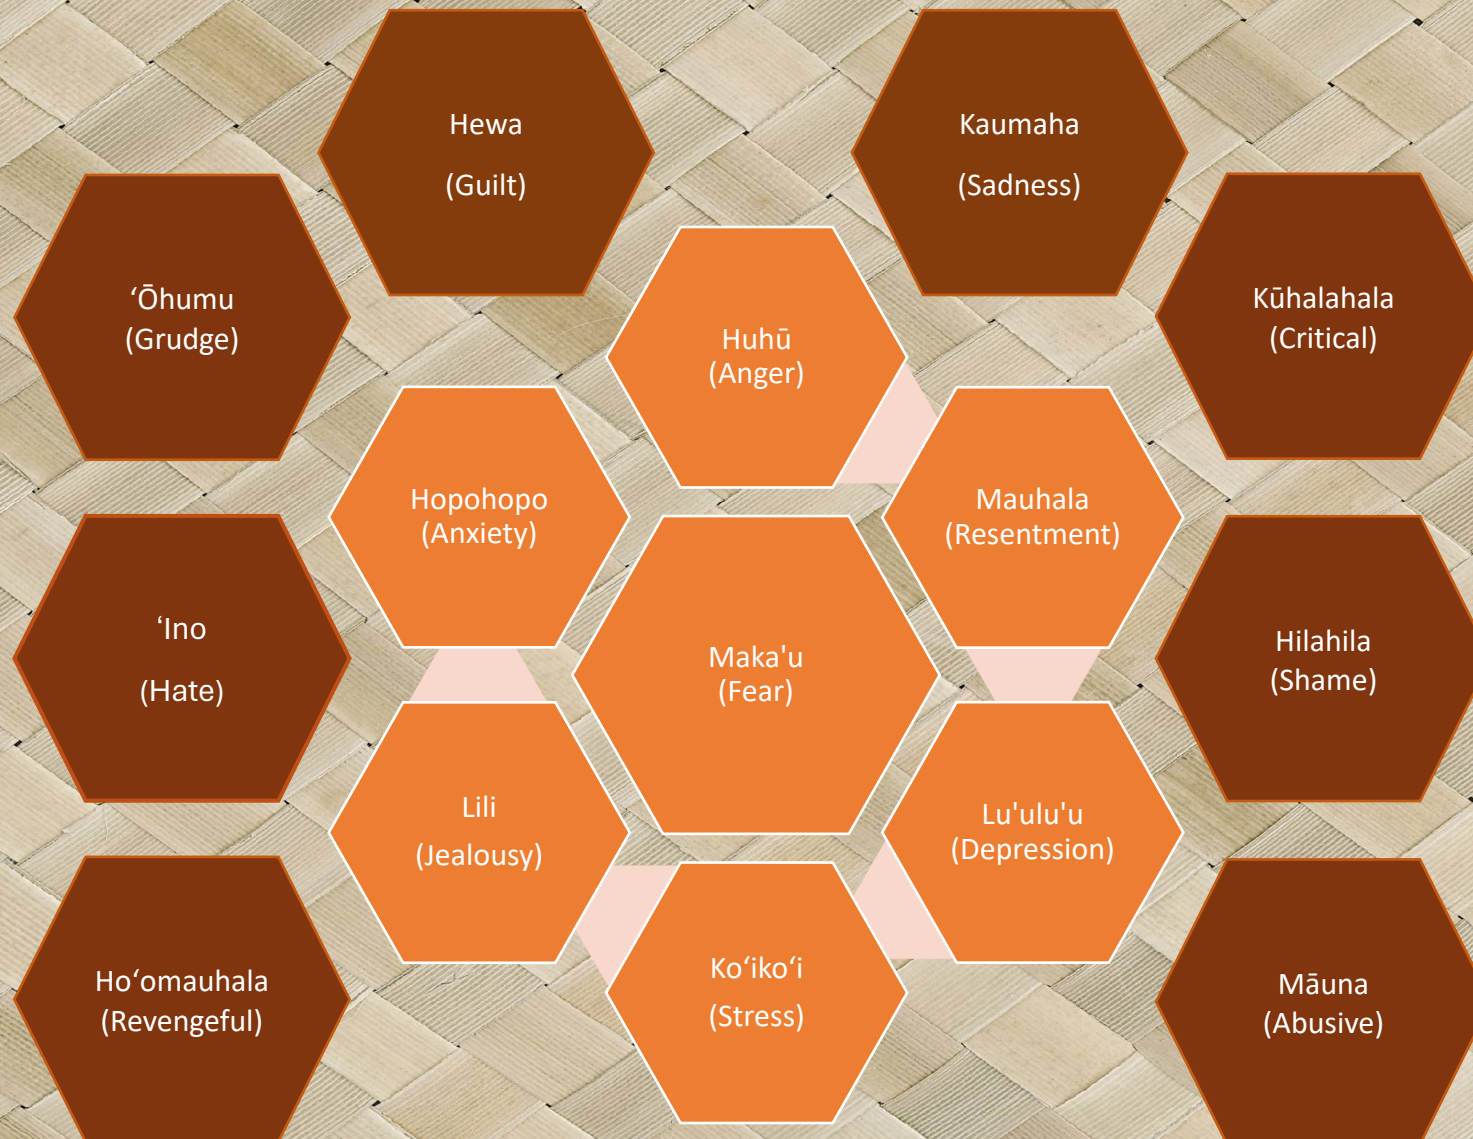 Hewa
(Guilt)
Kaumaha
(Sadness)
ʻŌhumu
(Grudge)
Kūhalahala
(Critical)
Huhū
(Anger)
Hopohopo
(Anxiety)
Mauhala
(Resentment)
ʻIno
(Hate)
Maka'u
(Fear)
Hilahila
(Shame)
Lili
(Jealousy)
Lu'ulu'u
(Depression)
Hoʻomauhala
(Revengeful)
Koʻikoʻi
(Stress)
Māuna
(Abusive)